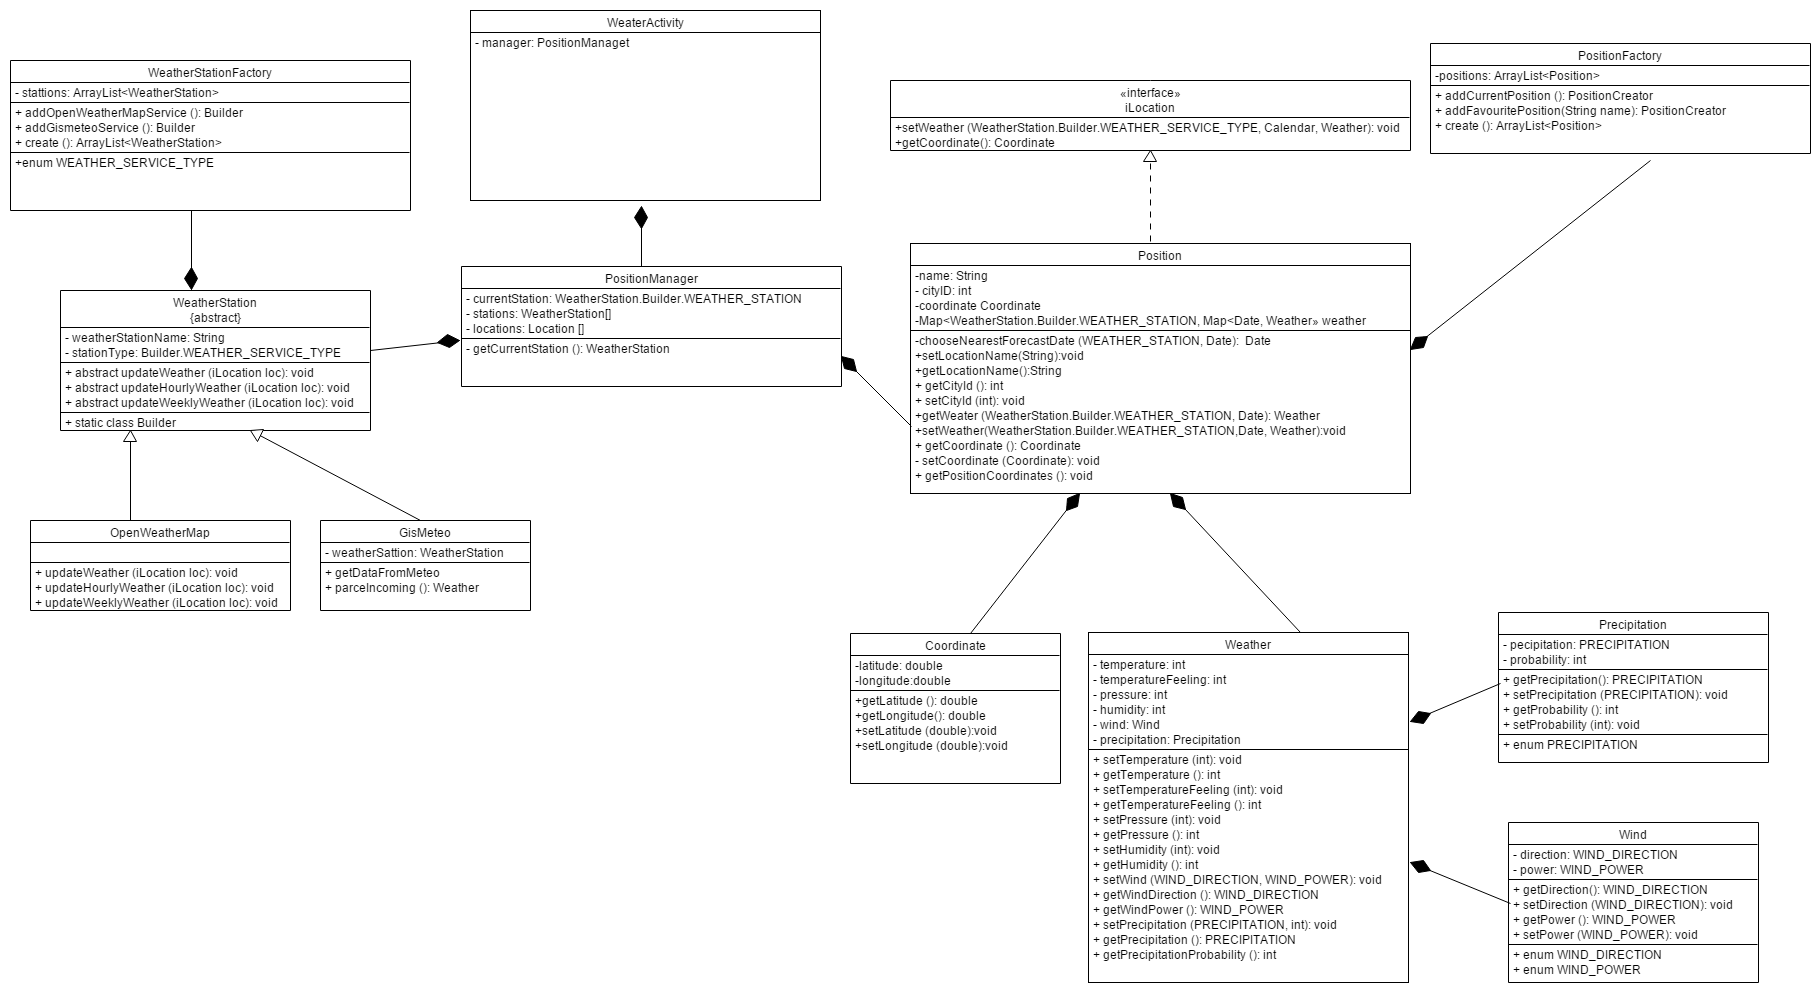 WeaterActivity
- manager: PositionManaget
WeatherStationFactory
- stattions: ArrayList<WeatherStation>
+ addOpenWeatherMapService (): Builder
+ addGismeteoService (): Builder
+ create (): ArrayList<WeatherStation>
+enum WEATHER_SERVICE_TYPE
«interface»
iLocation
+setWeather (WeatherStation.Builder.WEATHER_SERVICE_TYPE, Calendar, Weather): void
+getCoordinate(): Coordinate
PositionFactory
-positions: ArrayList<Position>
+ addCurrentPosition (): PositionCreator
+ addFavouritePosition(String name): PositionCreator
+ create (): ArrayList<Position>
WeatherStation
{abstract}
- weatherStationName: String
- stationType: Builder.WEATHER_SERVICE_TYPE
+ abstract updateWeather (iLocation loc): void
+ abstract updateHourlyWeather (iLocation loc): void
+ abstract updateWeeklyWeather (iLocation loc): void
+ static class Builder
PositionManager
- currentStation: WeatherStation.Builder.WEATHER_STATION
- stations: WeatherStation[]
- locations: Location []
- getCurrentStation (): WeatherStation
Position
-name: String
- cityID: int
-coordinate Coordinate
-Map<WeatherStation.Builder.WEATHER_STATION, Map<Date, Weather» weather
-chooseNearestForecastDate (WEATHER_STATION, Date):  Date
+setLocationName(String):void
+getLocationName():String
+ getCityId (): int
+ setCityId (int): void
+getWeater (WeatherStation.Builder.WEATHER_STATION, Date): Weather
+setWeather(WeatherStation.Builder.WEATHER_STATION,Date, Weather):void
+ getCoordinate (): Coordinate
- setCoordinate (Coordinate): void
+ getPositionCoordinates (): void
OpenWeatherMap
+ updateWeather (iLocation loc): void
+ updateHourlyWeather (iLocation loc): void
+ updateWeeklyWeather (iLocation loc): void
GisMeteo
- weatherSattion: WeatherStation
+ getDataFromMeteo
+ parceIncoming (): Weather
Coordinate
-latitude: double
-longitude:double
+getLatitude (): double
+getLongitude(): double
+setLatitude (double):void
+setLongitude (double):void
Weather
- temperature: int
- temperatureFeeling: int
- pressure: int
- humidity: int
- wind: Wind
- precipitation: Precipitation
+ setTemperature (int): void
+ getTemperature (): int
+ setTemperatureFeeling (int): void
+ getTemperatureFeeling (): int
+ setPressure (int): void
+ getPressure (): int
+ setHumidity (int): void
+ getHumidity (): int
+ setWind (WIND_DIRECTION, WIND_POWER): void
+ getWindDirection (): WIND_DIRECTION
+ getWindPower (): WIND_POWER
+ setPrecipitation (PRECIPITATION, int): void
+ getPrecipitation (): PRECIPITATION
+ getPrecipitationProbability (): int
Precipitation
- pecipitation: PRECIPITATION
- probability: int
+ getPrecipitation(): PRECIPITATION
+ setPrecipitation (PRECIPITATION): void
+ getProbability (): int
+ setProbability (int): void
+ enum PRECIPITATION
Wind
- direction: WIND_DIRECTION
- power: WIND_POWER
+ getDirection(): WIND_DIRECTION
+ setDirection (WIND_DIRECTION): void
+ getPower (): WIND_POWER
+ setPower (WIND_POWER): void
+ enum WIND_DIRECTION
+ enum WIND_POWER